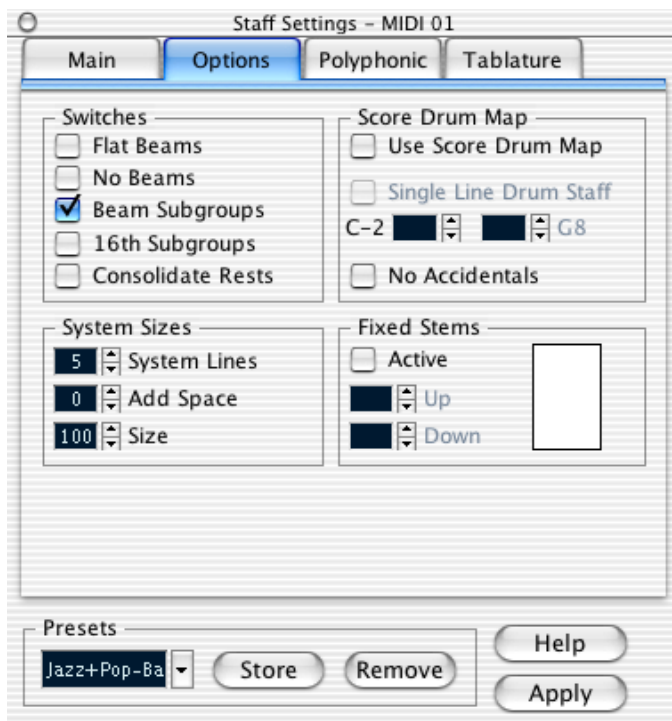 Staff Settings – MIDI 01
Main Options Polyphonic Tablature
Switches
Flat Beams
No Beams
Beam Subgroups
16th Subgroups
Consolidate Rests
Score Drum Map
Use Score Drum Map
Single Line Drum Staff
C-2 G8
No Accidentals
System Sizes
5 System Lines
0 Add Space
100 Size
Fixed Stems
Active
Up
Down
Presets
Jazz+Pop-Ba Store Remove
Help
Apply